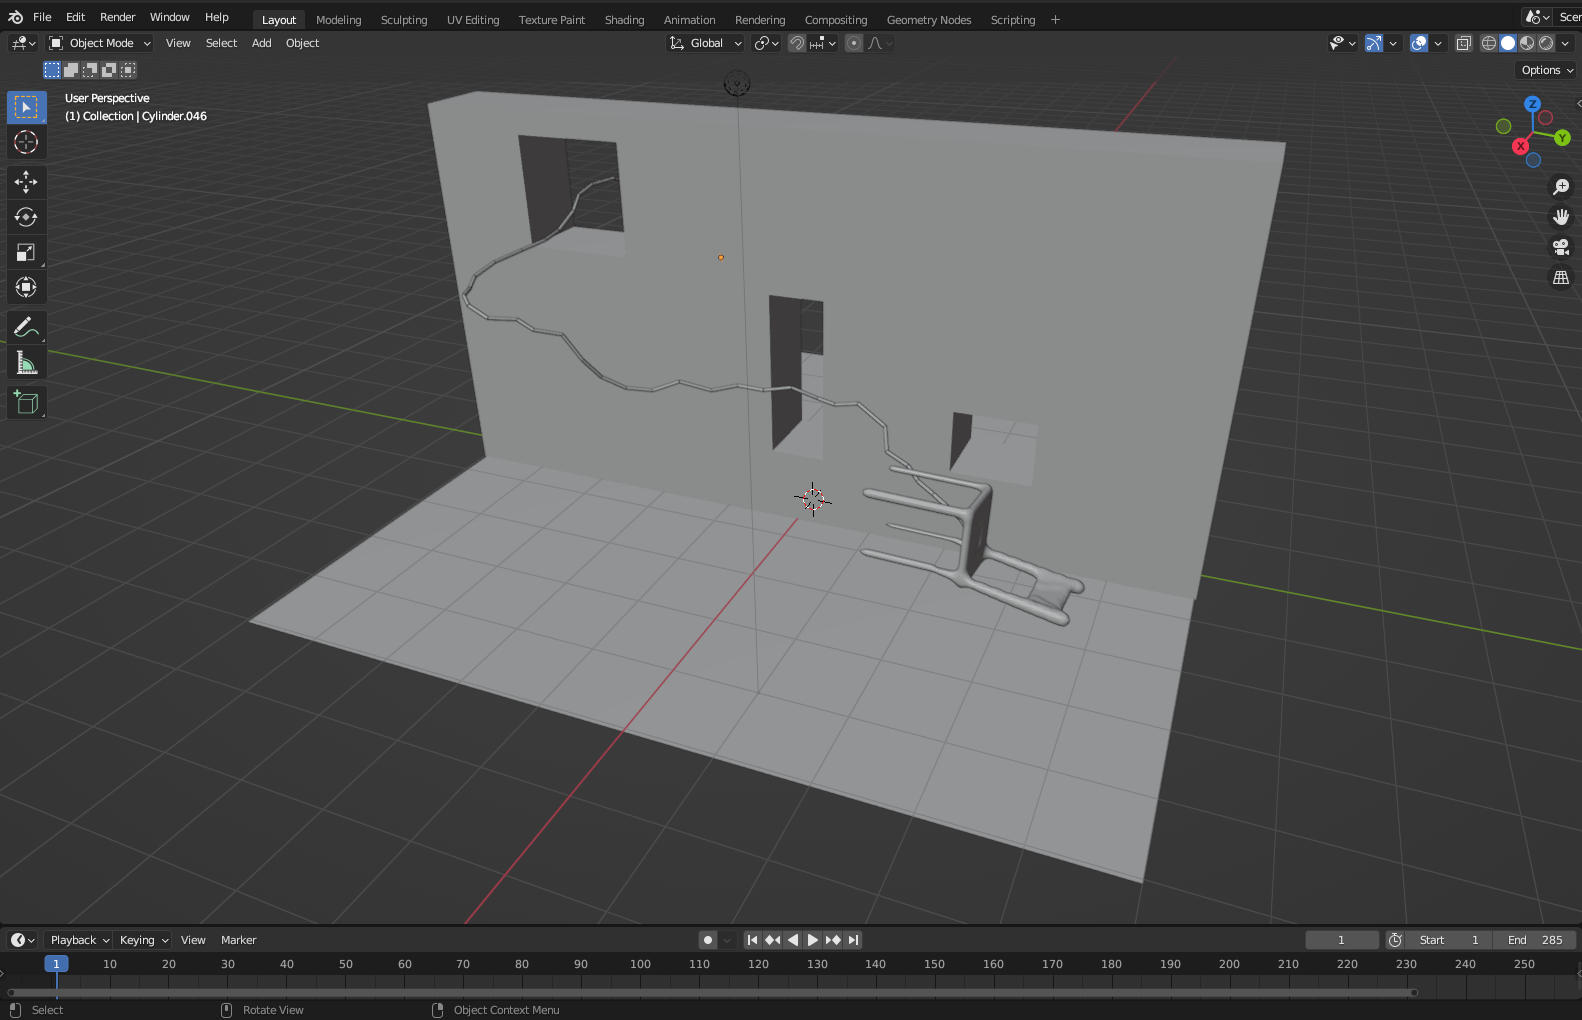 File Edit Render Window Help Layout Modeling Sculpting UV Editing Texture Paint Shading Animation Rendering Compositing Geometry Nodes Scripting + Scer
Object Mode View Select Add Object Global
Options
User Perspective
(1) Collection | Cylinder.046
Z
Y
X
Playback Keying View Marker 1 Start 1 End 285
1 10 20 30 40 50 60 70 80 90 100 110 120 130 140 150 160 170 180 190 200 210 220 230 240 250
Select Rotate View Object Context Menu